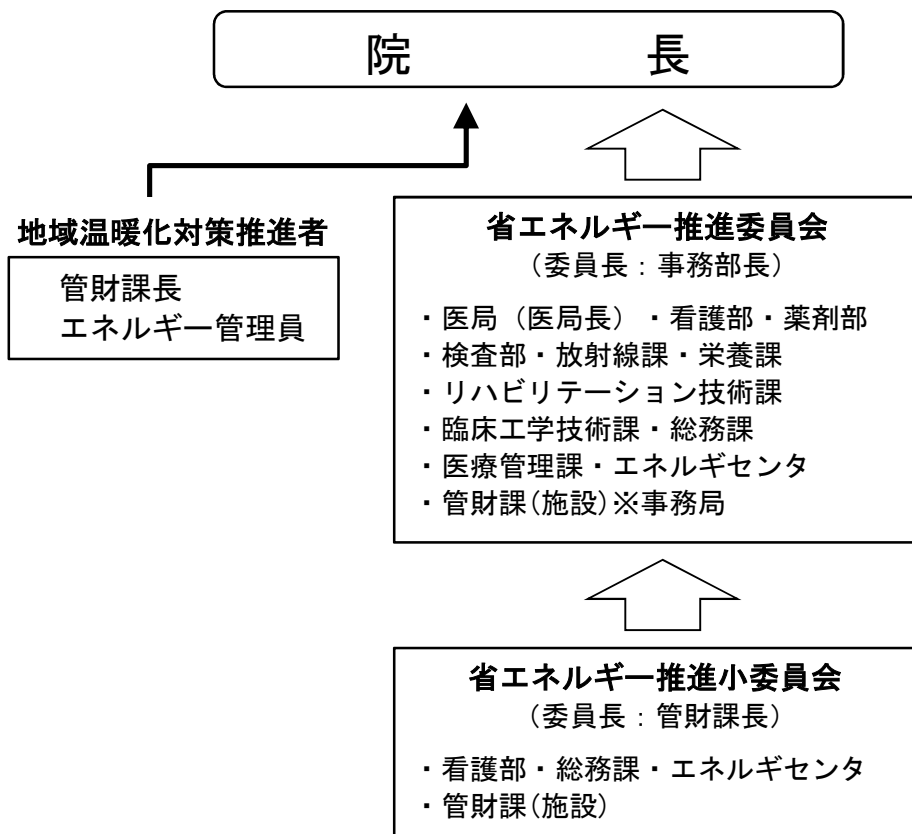 院　長
地域温暖化対策推進者
管財課長
エネルギー管理員
省エネルギー推進委員会
（委員長：事務部長）
・医局（医局長）・看護部・薬剤部
・検査部・放射線課・栄養課
・リハビリテーション技術課
・臨床工学技術課・総務課
・医療管理課・エネルギセンタ
・管財課(施設)※事務局
省エネルギー推進小委員会
（委員長：管財課長）
・看護部・総務課・エネルギセンタ
・管財課(施設)